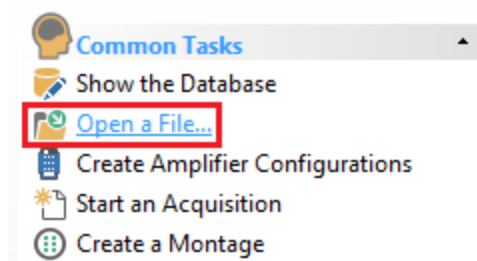 Common Tasks
Show the Database
Open a File...
Create Amplifier Configurations
Start an Acquisition
Create a Montage